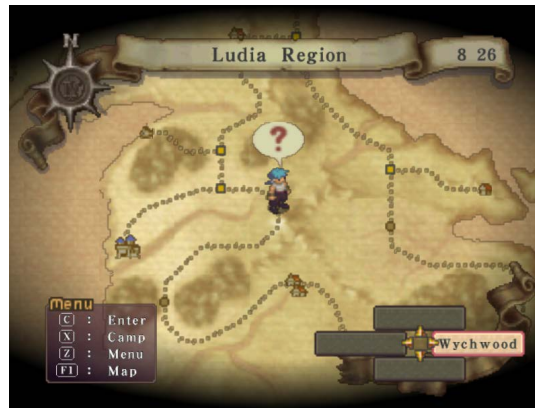 N
Ludia Region
8 26
?
Menu
C : Enter
X : Camp
Z : Menu
F1 : Map
Wychwood